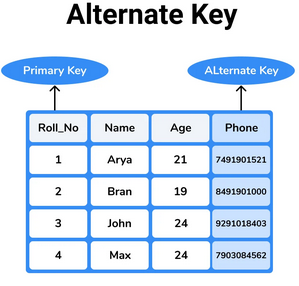 Alternate Key
Primary Key ALternate Key
Roll_No Name Age Phone
1 Arya 21 7491901521
2 Bran 19 8491901000
3 John 24 9291018403
4 Max 24 7903084562